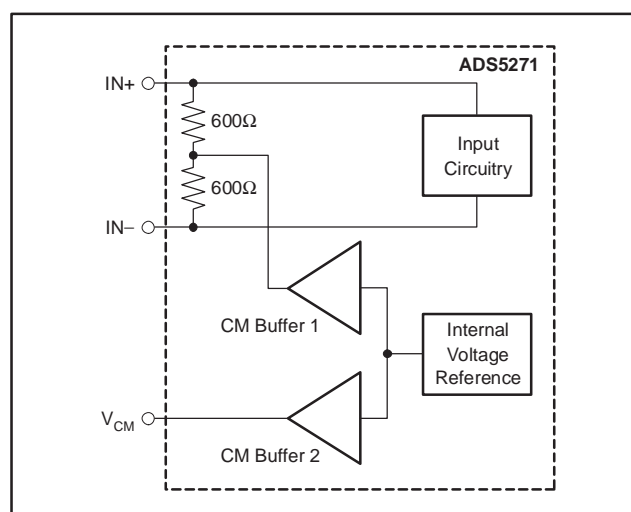 ADS5271
IN+
600Ω
Input
Circuitry
600Ω
IN−
CM Buffer 1
Internal
Voltage
Reference
VCM
CM Buffer 2